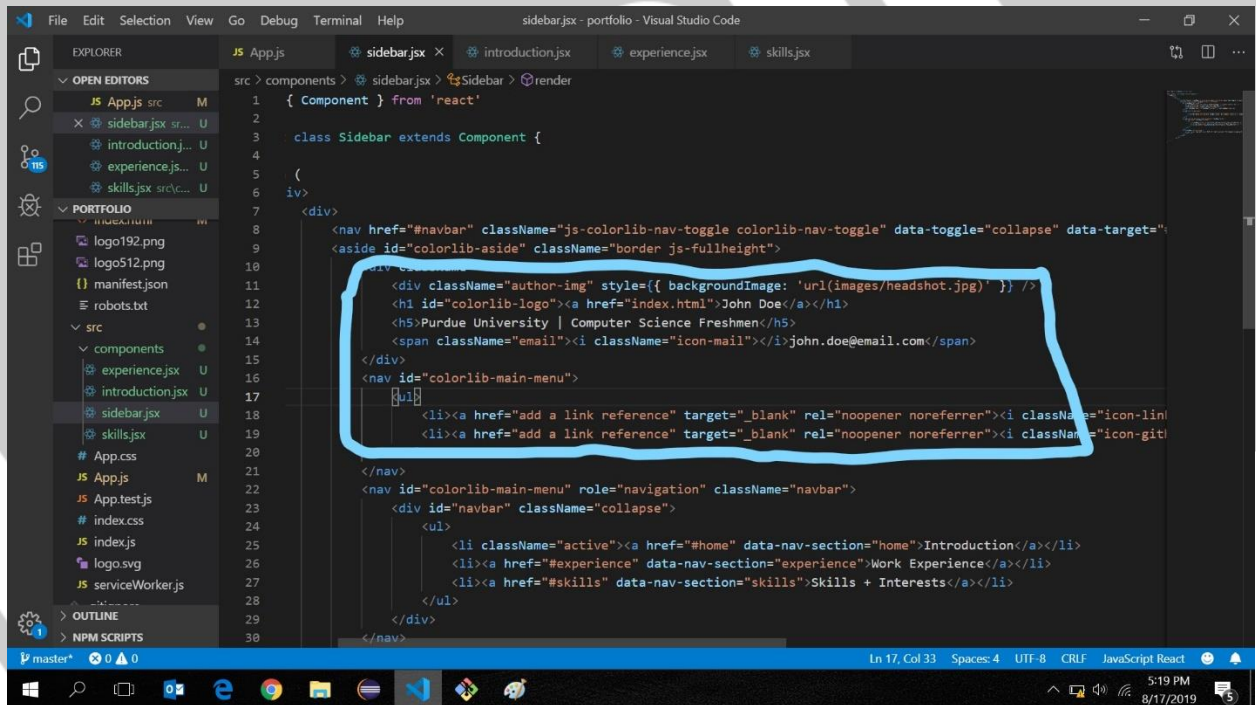 File Edit Selection View Go Debug Terminal Help
sidebar.jsx - portfolio - Visual Studio Code
EXPLORER
JS App.js
sidebar.jsx
introduction.jsx
experience.jsx
skills.jsx
OPEN EDITORS
JS App.js src M
sidebar.jsx sr... U
introduction.j... U
experience.js... U
skills.jsx src\c... U
PORTFOLIO
logo192.png
logo512.png
{} manifest.json
robots.txt
src
components
experience.jsx U
introduction.jsx U
sidebar.jsx U
skills.jsx U
# App.css
JS App.js M
JS App.test.js
# index.css
JS index.js
logo.svg
JS serviceWorker.js
OUTLINE
NPM SCRIPTS
115
1
src > components > sidebar.jsx > Sidebar > render
1 { Component } from 'react'
2
3 class Sidebar extends Component {
4
5 (
6 iv>
7 <div>
8 <nav href="#navbar" className="js-colorlib-nav-toggle colorlib-nav-toggle" data-toggle="collapse" data-target="
9 <aside id="colorlib-aside" className="border js-fullheight">
10
11 <div className="author-img" style={{ backgroundImage: 'url(images/headshot.jpg)' }} />
12 <h1 id="colorlib-logo"><a href="index.html">John Doe</a></h1>
13 <h5>Purdue University | Computer Science Freshmen</h5>
14 <span className="email"><i className="icon-mail"></i>john.doe@email.com</span>
15 </div>
16 <nav id="colorlib-main-menu">
17 <ul>
18 <li><a href="add a link reference" target="_blank" rel="noopener noreferrer"><i className="icon-lin
19 <li><a href="add a link reference" target="_blank" rel="noopener noreferrer"><i className="icon-git
20
21 </nav>
22 <nav id="colorlib-main-menu" role="navigation" className="navbar">
23 <div id="navbar" className="collapse">
24 <ul>
25 <li className="active"><a href="#home" data-nav-section="home">Introduction</a></li>
26 <li><a href="#experience" data-nav-section="experience">Work Experience</a></li>
27 <li><a href="#skills" data-nav-section="skills">Skills + Interests</a></li>
28 </ul>
29 </div>
30 </nav>
master* 0 0
Ln 17, Col 33 Spaces: 4 UTF-8 CRLF JavaScript React
5:19 PM
8/17/2019
5